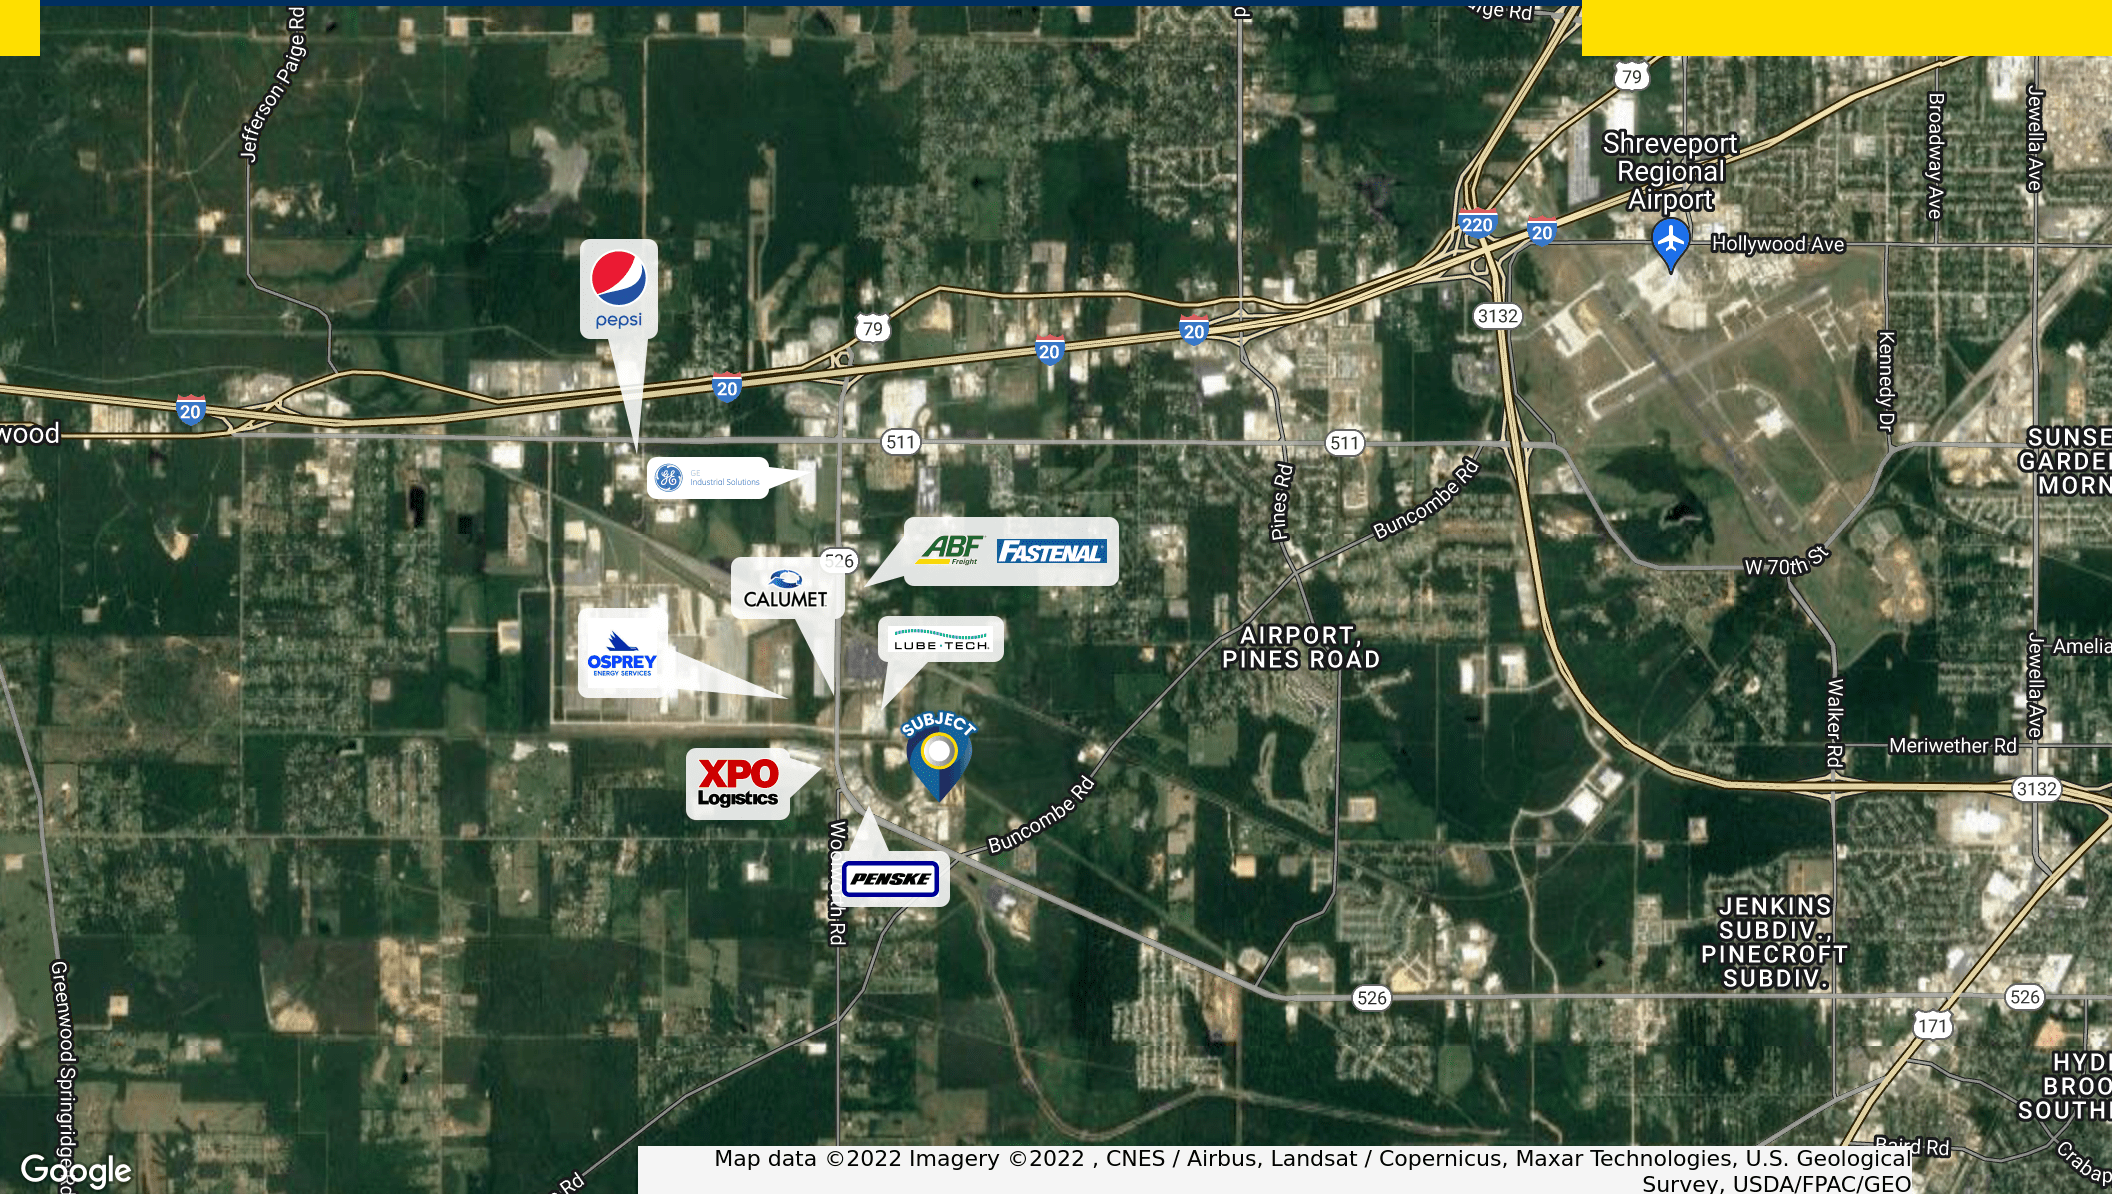 Jefferson Paige Rd
79
Shreveport
Regional
Airport
Broadway Ave
Jewella Ave
220
20
Hollywood Ave
pepsi
79
3132
20
20
20
20
Kennedy Dr
wood
511
511
SUNSE
GARDE
MORN
GE
Industrial Solutions
Pines Rd
Buncombe Rd
526
ABF
Freight
FASTENAL
W 70th St
CALUMET
OSPREY
ENERGY SERVICES
LUBE-TECH
AIRPORT,
PINES ROAD
Amelia
Jewella Ave
Walker Rd
SUBJECT
Meriwether Rd
XPO
Logistics
3132
Buncombe Rd
PENSKE
JENKINS
SUBDIV.,
PINECROFT
SUBDIV.
Greenwood Springridge Rd
526
526
171
HYD
BROO
SOUTH
Baird Rd
Crabap
Google
Rd
Map data ©2022 Imagery ©2022 , CNES / Airbus, Landsat / Copernicus, Maxar Technologies, U.S. Geological
Survey, USDA/FPAC/GEO